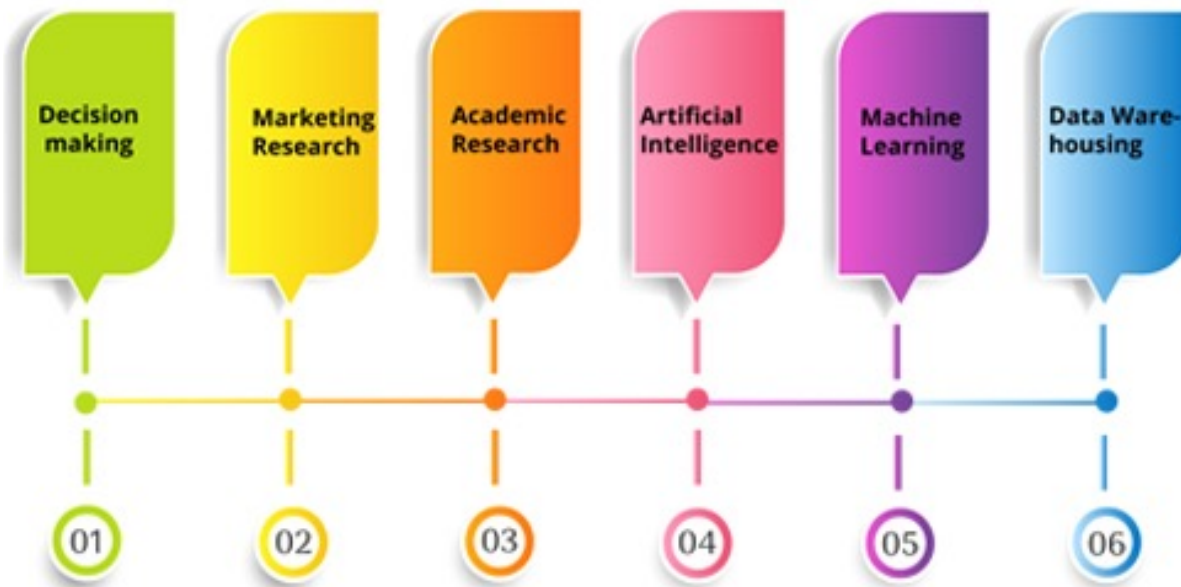 Decision
making
Marketing
Research
Academic
Research
Artificial
Intelligence
Machine
Learning
Data Ware-
housing
01
02
03
04
05
06